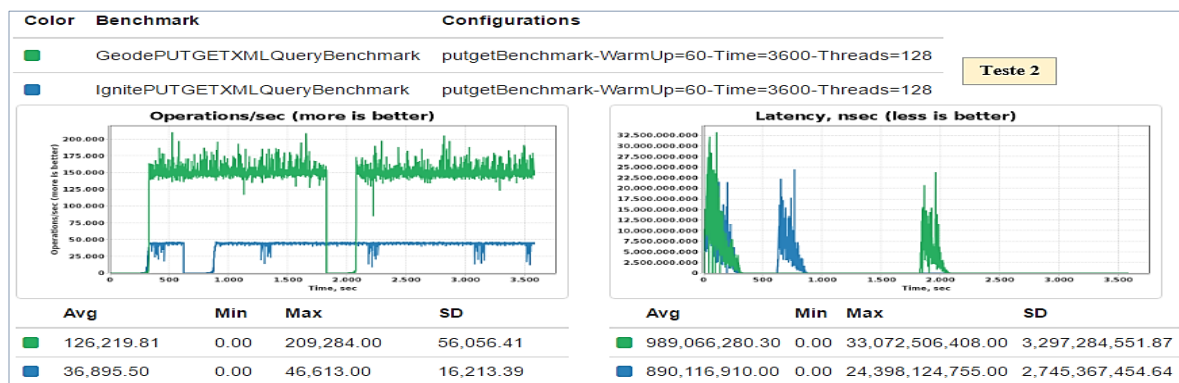 Color Benchmark Configurations
GeodePUTGETXMLQueryBenchmark putgetBenchmark-WarmUp=60-Time=3600-Threads=128
Teste 2
IgnitePUTGETXMLQueryBenchmark putgetBenchmark-WarmUp=60-Time=3600-Threads=128
Operations/sec (more is better)
Operations/sec (more is better)
200.000
175.000
150.000
125.000
100.000
75.000
50.000
25.000
0
0 500 1.000 1.500 2.000 2.500 3.000 3.500
Time, sec
Avg Min Max SD
126,219.81 0.00 209,284.00 56,056.41
36,895.50 0.00 46,613.00 16,213.39
Latency, nsec (less is better)
32.500.000.000
30.000.000.000
27.500.000.000
25.000.000.000
22.500.000.000
20.000.000.000
17.500.000.000
15.000.000.000
12.500.000.000
10.000.000.000
7.500.000.000
5.000.000.000
2.500.000.000
0
0 500 1.000 1.500 2.000 2.500 3.000 3.500
Time, sec
Avg Min Max SD
989,066,280.30 0.00 33,072,506,408.00 3,297,284,551.87
890,116,910.00 0.00 24,398,124,755.00 2,745,367,454.64